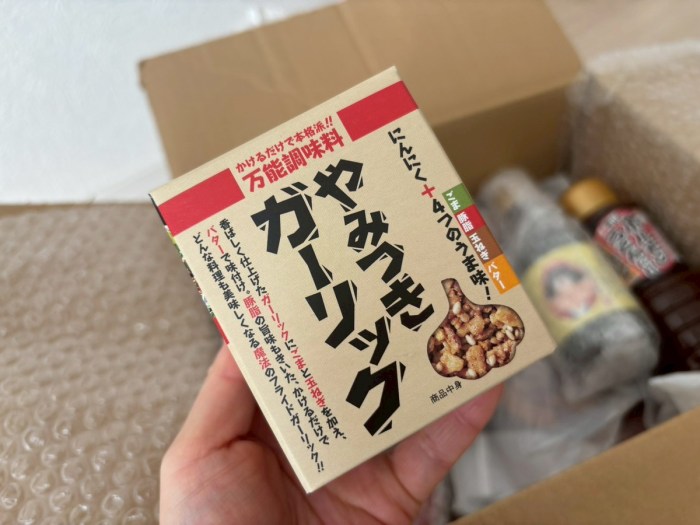 かけるだけで本格派!!
万能調味料
にんにく+4つのうま味!
ごま
豚脂
玉ねぎ
バター
やみつき
ガーリック
香ばしく仕上げたガーリックにごまと玉ねぎを加え、
バターで味付け。豚脂の旨味もきいた、かけるだけで
どんな料理も美味しくなる魔法のフライドガーリック!!
商品中身